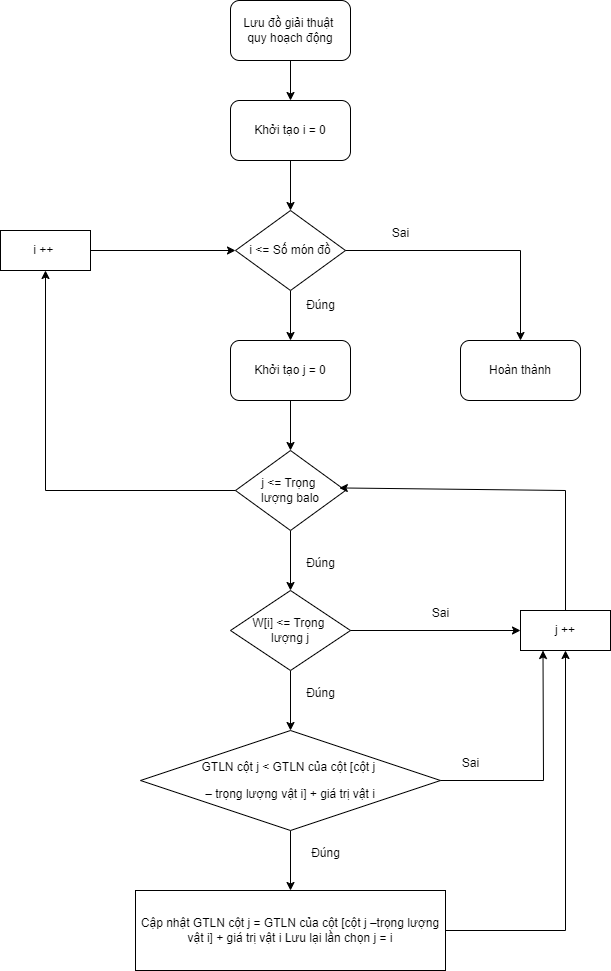 Lưu đồ giải thuật
quy hoạch động
Khởi tạo i = 0
i ++
i <= Số món đồ
Sai
Đúng
Khởi tạo j = 0
Hoàn thành
j <= Trọng
lượng balo
Đúng
W[i] <= Trọng
lượng j
Sai
j ++
Đúng
GTLN cột j < GTLN của cột [cột j
– trọng lượng vật i] + giá trị vật i
Sai
Đúng
Cập nhật GTLN cột j = GTLN của cột [cột j –trọng lượng
vật i] + giá trị vật i Lưu lại lần chọn j = i